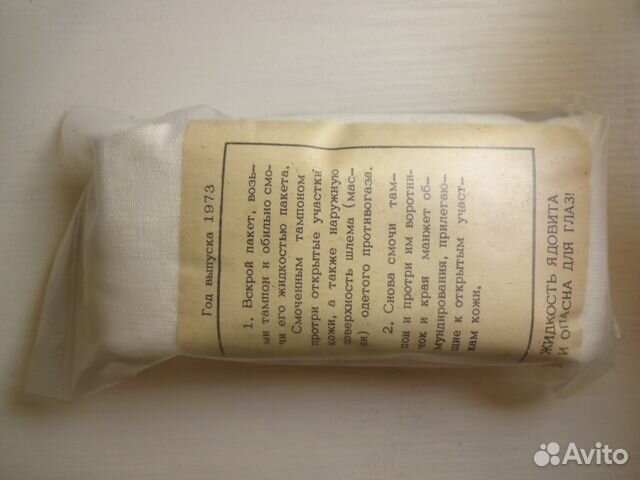 Год выпуска 1973
1. Вскрой пакет, возь-
ми тампон и обильно смо-
чи его жидкостью пакета.
Смоченным тампоном
протри открытые участки
кожи, а также наружную
поверхность шлема (мас-
ки) одетого противогаза.
2. Снова смочи там-
пон и протри им воротни-
чок и края манжет об-
мундирования, прилегаю-
щие к открытым участ-
кам кожи.
ЖИДКОСТЬ ЯДОВИТА
И ОПАСНА ДЛЯ ГЛАЗ!
Avito